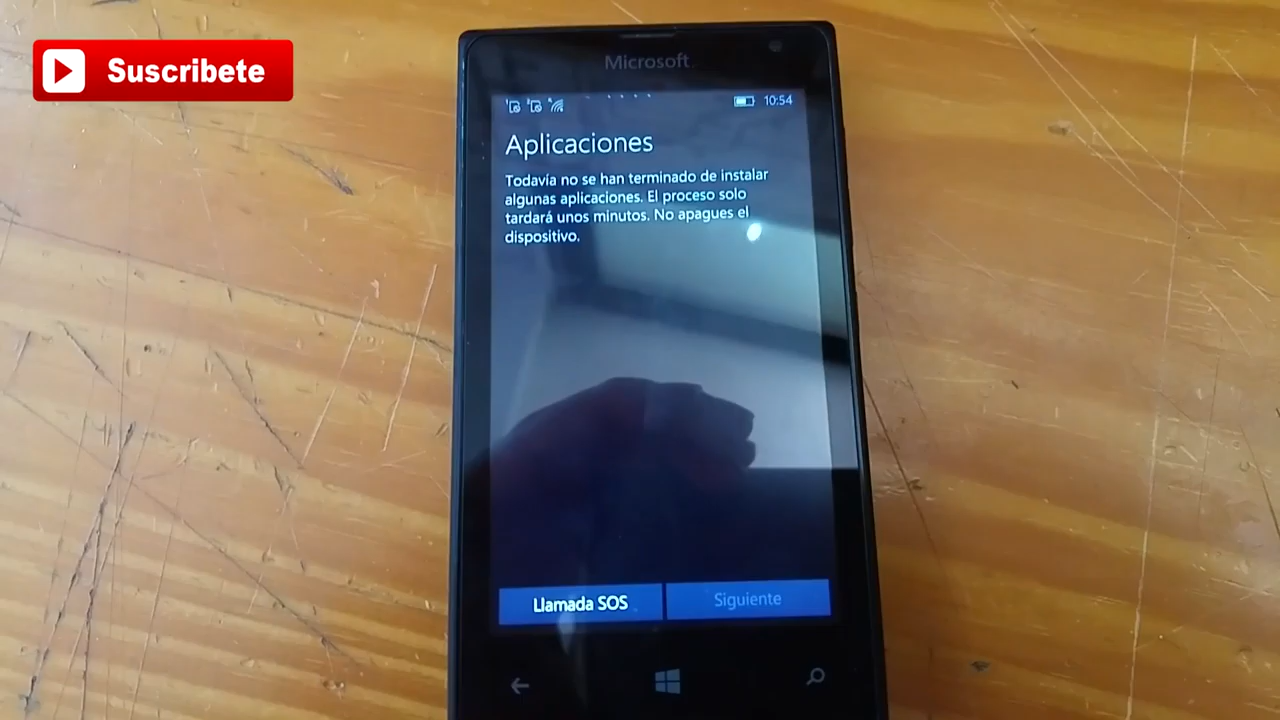 Suscribete
Microsoft
10:54
Aplicaciones
Todavía no se han terminado de instalar
algunas aplicaciones. El proceso solo
tardará unos minutos. No apagues el
dispositivo.
Llamada SOS
Siguiente